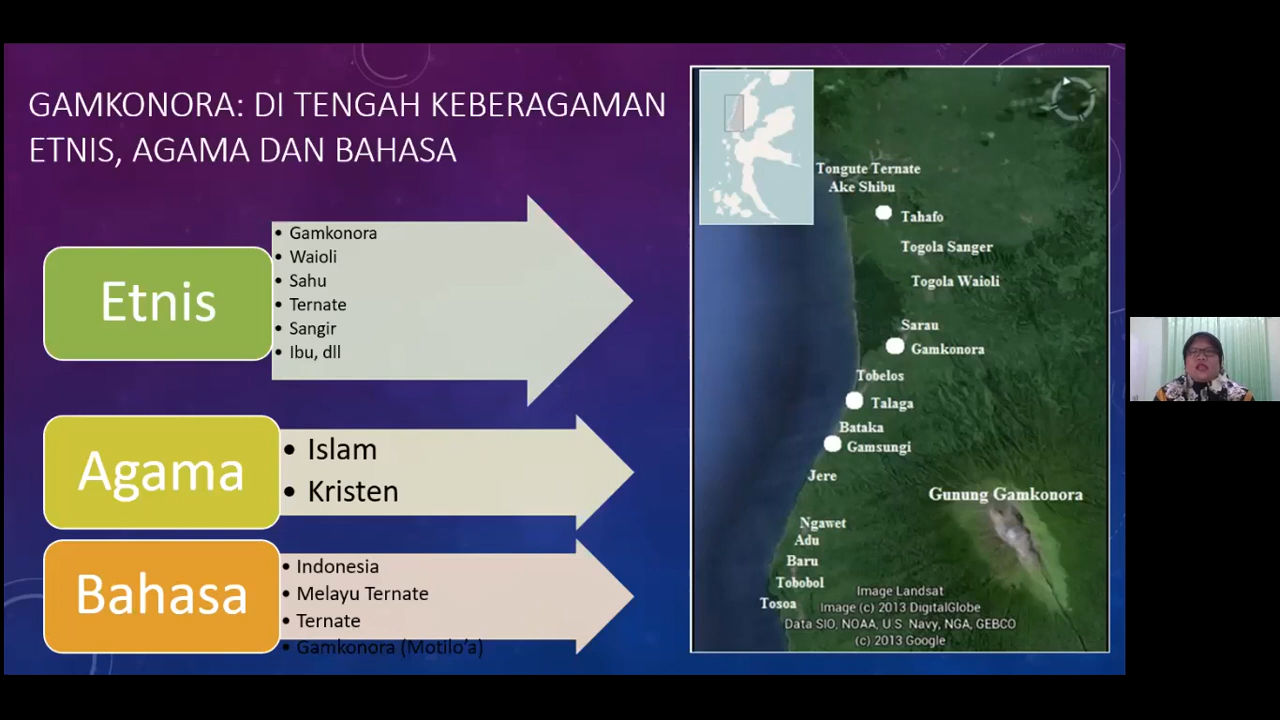 GAMKONORA: DI TENGAH KEBERAGAMAN
ETNIS, AGAMA DAN BAHASA
Etnis
• Gamkonora
• Waioli
• Sahu
• Ternate
• Sangir
• Ibu, dll
Agama
• Islam
• Kristen
Bahasa
• Indonesia
• Melayu Ternate
• Ternate
• Gamkonora (Motilo'a)
Tongute Ternate
Ake Shibu
Tahafo
Togola Sanger
Togola Waioli
Sarau
Gamkonora
Tobelos
Talaga
Bataka
Gamsungi
Jere
Gunung Gamkonora
Ngawet
Adu
Baru
Tobobol
Tosoa
Image Landsat
Image (c) 2013 DigitalGlobe
Data SIO, NOAA, U.S. Navy, NGA, GEBCO
(c) 2013 Google